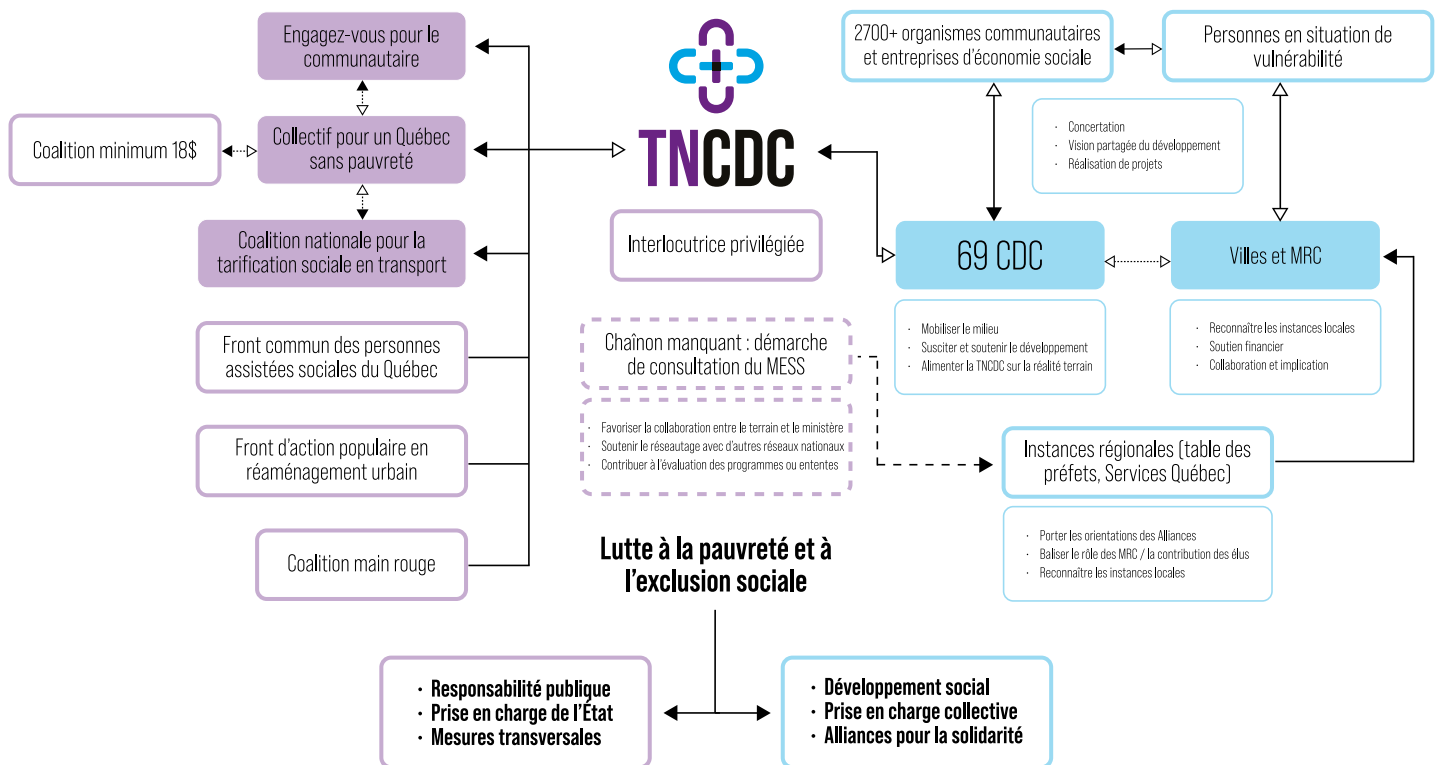 Engagez-vous pour le
communautaire
Collectif pour un Québec
sans pauvreté
Coalition minimum 18$
Coalition nationale pour la
tarification sociale en transport
Front commun des personnes
assistées sociales du Québec
Front d'action populaire en
réaménagement urbain
Coalition main rouge
TNCDC
Interlocutrice privilégiée
Chaînon manquant : démarche
de consultation du MESS
· Favoriser la collaboration entre le terrain et le ministère
· Soutenir le réseautage avec d'autres réseaux nationaux
· Contribuer à l'évaluation des programmes ou ententes
2700+ organismes communautaires
et entreprises d'économie sociale
Personnes en situation de
vulnérabilité
· Concertation
· Vision partagée du développement
· Réalisation de projets
69 CDC
Villes et MRC
· Mobiliser le milieu
· Susciter et soutenir le développement
· Alimenter la TNCDC sur la réalité terrain
· Reconnaître les instances locales
· Soutien financier
· Collaboration et implication
Instances régionales (table des
préfets, Services Québec)
· Porter les orientations des Alliances
· Baliser le rôle des MRC / la contribution des élus
· Reconnaître les instances locales
Lutte à la pauvreté et à
l'exclusion sociale
· Responsabilité publique
· Prise en charge de l'État
· Mesures transversales
· Développement social
· Prise en charge collective
· Alliances pour la solidarité